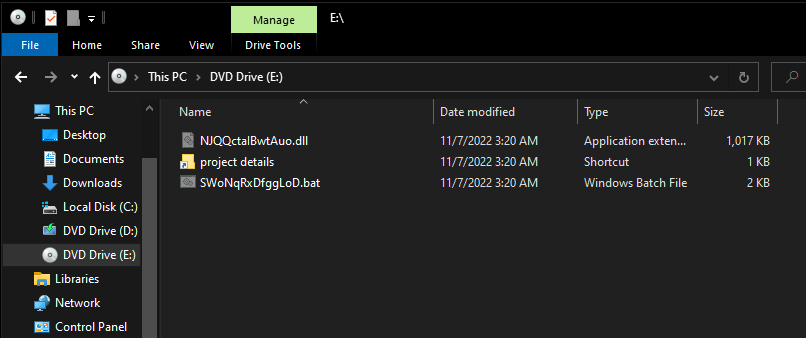 Manage E:\
File Home Share View Drive Tools
This PC DVD Drive (E:)
This PC Name Date modified Type Size
Desktop NJQQctalBwtAuo.dll 11/7/2022 3:20 AM Application exten... 1,017 KB
Documents project details 11/7/2022 3:20 AM Shortcut 1 KB
Downloads SWoNqRxDfggLoD.bat 11/7/2022 3:20 AM Windows Batch File 2 KB
Local Disk (C:)
DVD Drive (D:)
DVD Drive (E:)
Libraries
Network
Control Panel